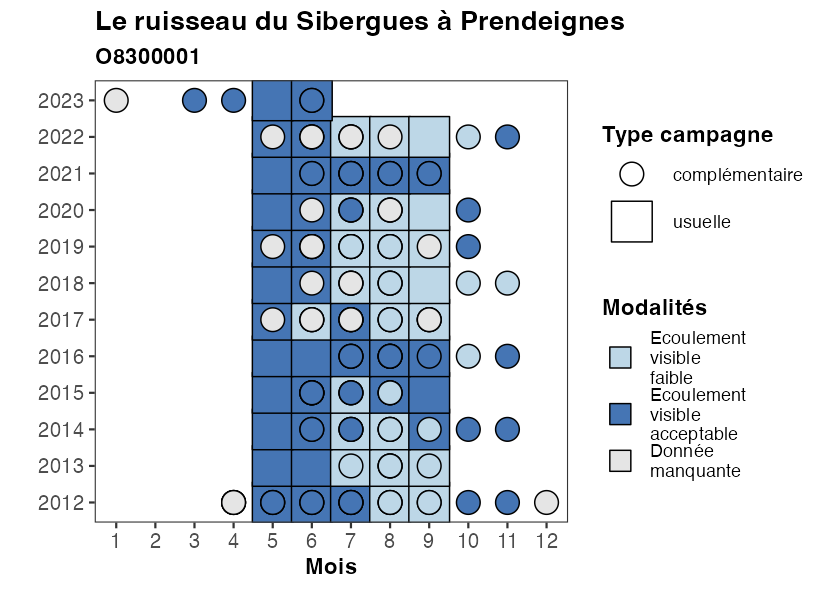 Le ruisseau du Sibergues à Prendeignes
O8300001
2023
2022
2021
2020
2019
2018
2017
2016
2015
2014
2013
2012
1 2 3 4 5 6 7 8 9 10 11 12
Mois
Type campagne
complémentaire
usuelle
Modalités
Ecoulement
visible
faible
Ecoulement
visible
acceptable
Donnée
manquante